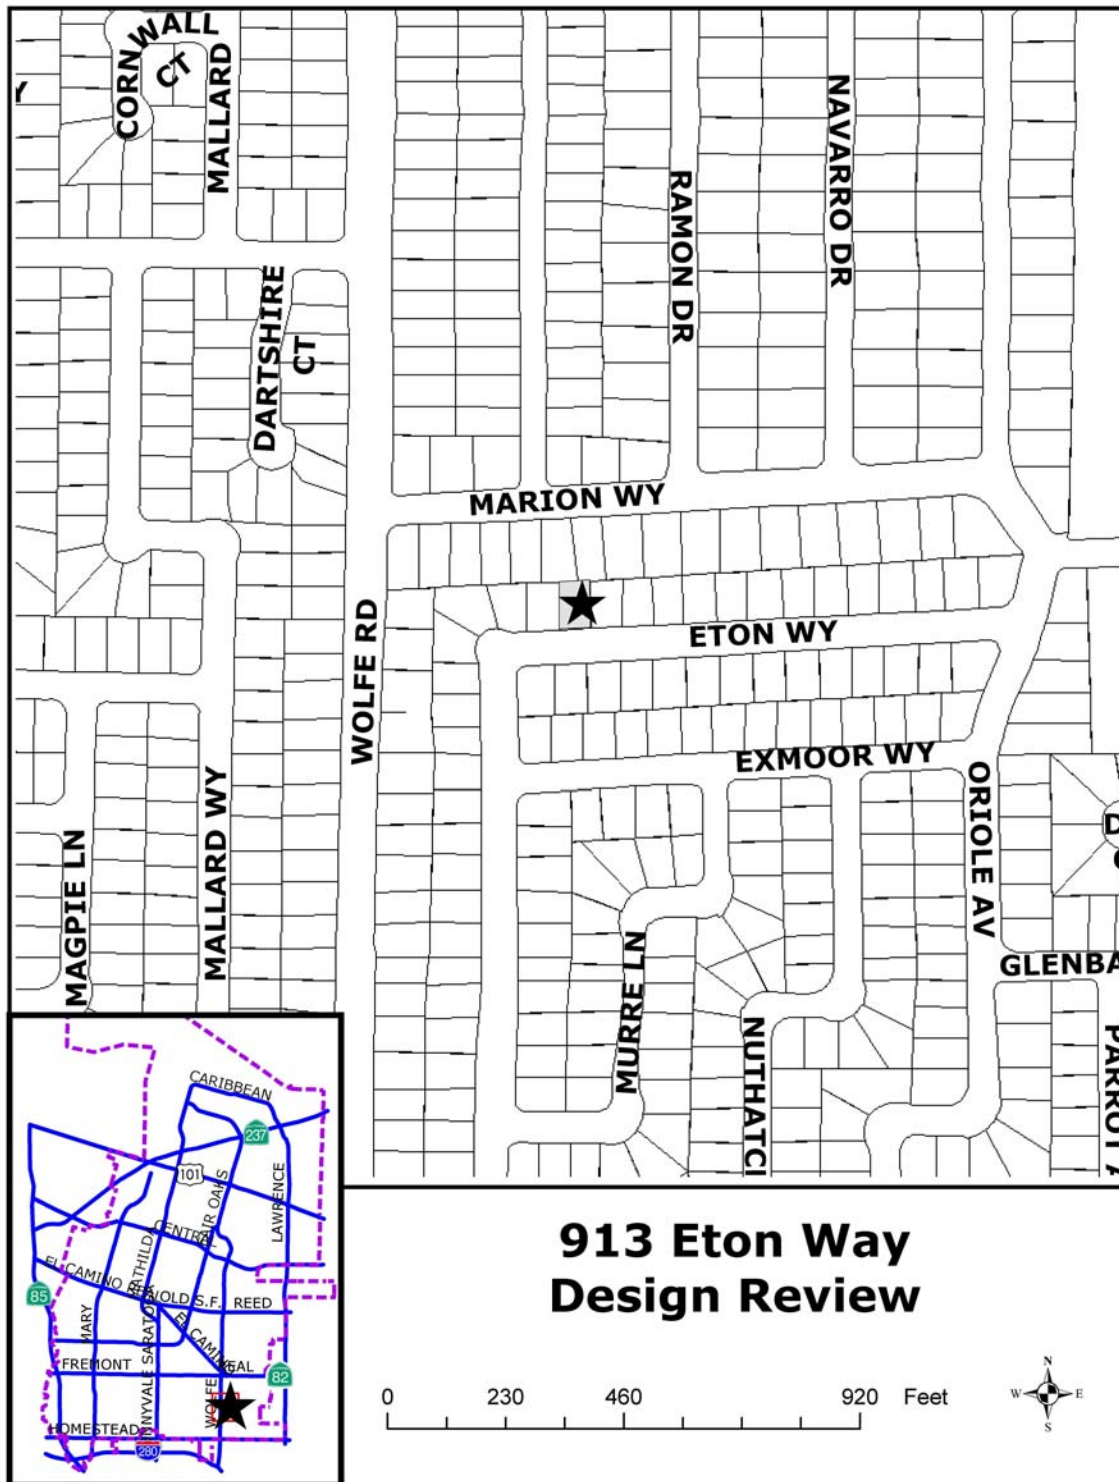 CORNWALL
CT
MALLARD
Y
NAVARRO DR
RAMON DR
DARTSHIRE
CT
MARION WY
WOLFE RD
ETON WY
EXMOOR WY
ORIOLE AV
MAGPIE LN
MALLARD WY
MURRE LN
GLENBA
NUTHATC
PARROT A
D
CARIBBEAN
237
101
FAIR OAKS
LAWRENCE
CENTRAL
MATHILDA
EL CAMINO REAL
ARNOLD S.F.
REED
85
MARY
SUNNYVALE SARATOGA
EL CAMINO REAL
FREMONT
82
WOLFE
HOMESTEAD
280
913 Eton Way
Design Review
0 230 460 920 Feet
N
W E
S